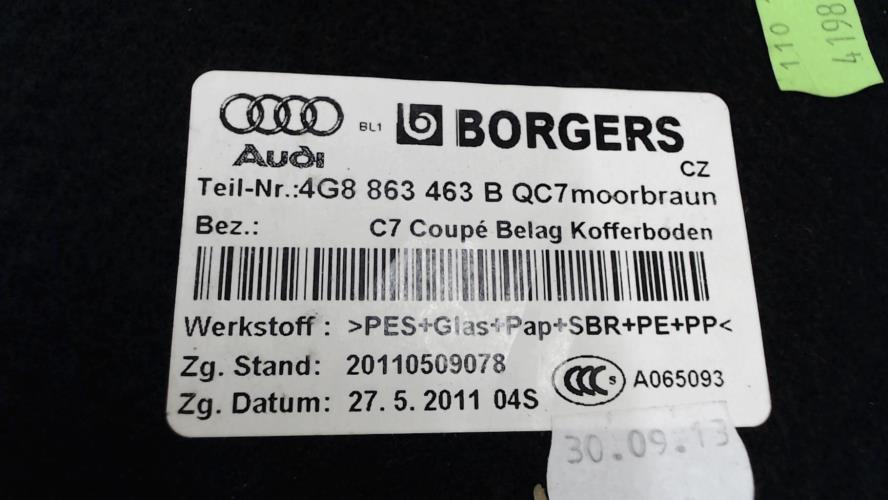 110
4198
Audi
BL1 BORGERS
CZ
Teil-Nr.:4G8 863 463 B QC7moorbraun
Bez.: C7 Coupé Belag Kofferboden
Werkstoff : >PES+Glas+Pap+SBR+PE+PP<
Zg. Stand: 20110509078
CCC S A065093
Zg. Datum: 27. 5. 2011 04S
30.09.13